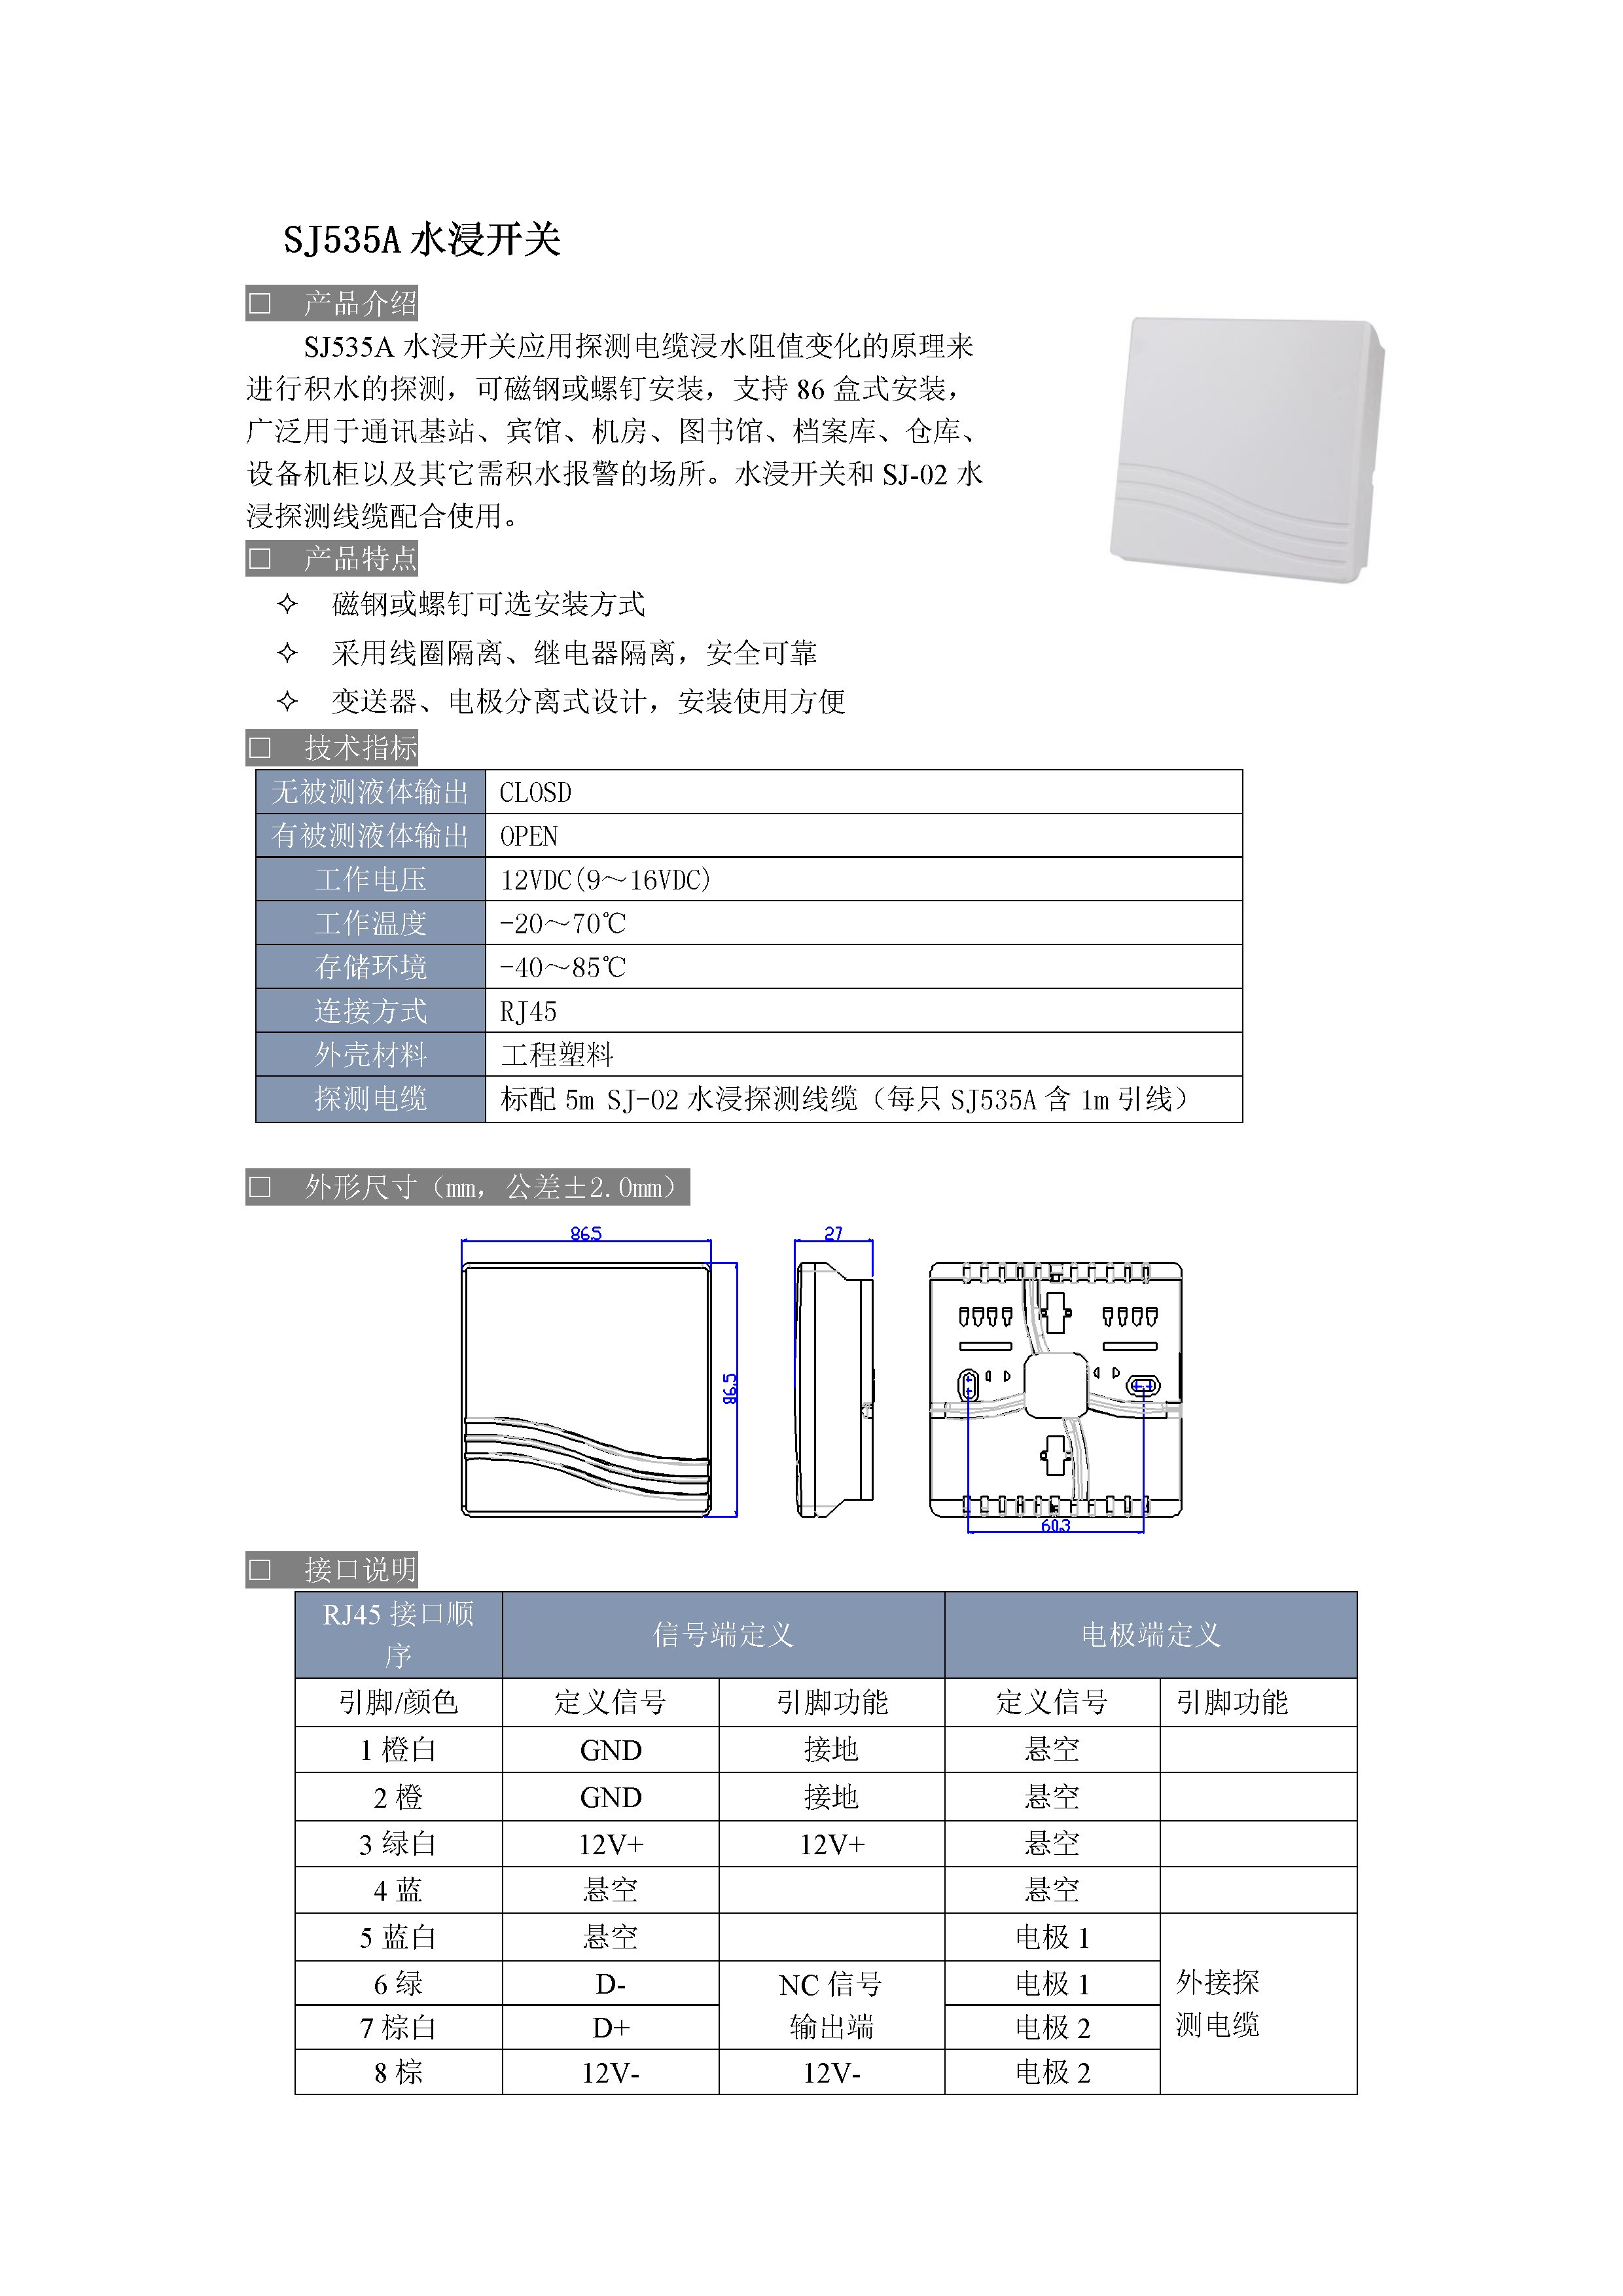 SJ535A 水浸开关
□ 产品介绍
SJ535A 水浸开关应用探测电缆浸水阻值变化的原理来
进行积水的探测，可磁钢或螺钉安装，支持 86 盒式安装，
广泛用于通讯基站、宾馆、机房、图书馆、档案库、仓库、
设备机柜以及其它需积水报警的场所。水浸开关和 SJ-02 水
浸探测线缆配合使用。
□ 产品特点
✧ 磁钢或螺钉可选安装方式
✧ 采用线圈隔离、继电器隔离，安全可靠
✧ 变送器、电极分离式设计，安装使用方便
□ 技术指标
无被测液体输出 CLOSD
有被测液体输出 OPEN
工作电压 12VDC(9～16VDC)
工作温度 -20～70℃
存储环境 -40～85℃
连接方式 RJ45
外壳材料 工程塑料
探测电缆 标配 5m SJ-02 水浸探测线缆（每只 SJ535A 含 1m 引线）
□ 外形尺寸（mm，公差±2.0mm）
86.5 27
86.5
60.3
□ 接口说明
RJ45 接口顺
序 信号端定义 电极端定义
引脚/颜色 定义信号 引脚功能 定义信号 引脚功能
1 橙白 GND 接地 悬空
2 橙 GND 接地 悬空
3 绿白 12V+ 12V+ 悬空
4 蓝 悬空 悬空
5 蓝白 悬空 电极 1
6 绿 D- NC 信号 电极 1 外接探
7 棕白 D+ 输出端 电极 2 测电缆
8 棕 12V- 12V- 电极 2